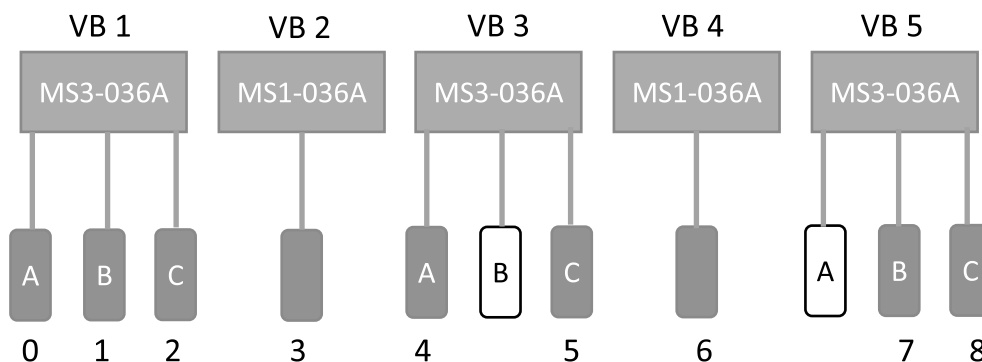 VB 1 VB 2 VB 3 VB 4 VB 5
MS3-036A MS1-036A MS3-036A MS1-036A MS3-036A
A B C A B C A B C
0 1 2 3 4 5 6 7 8